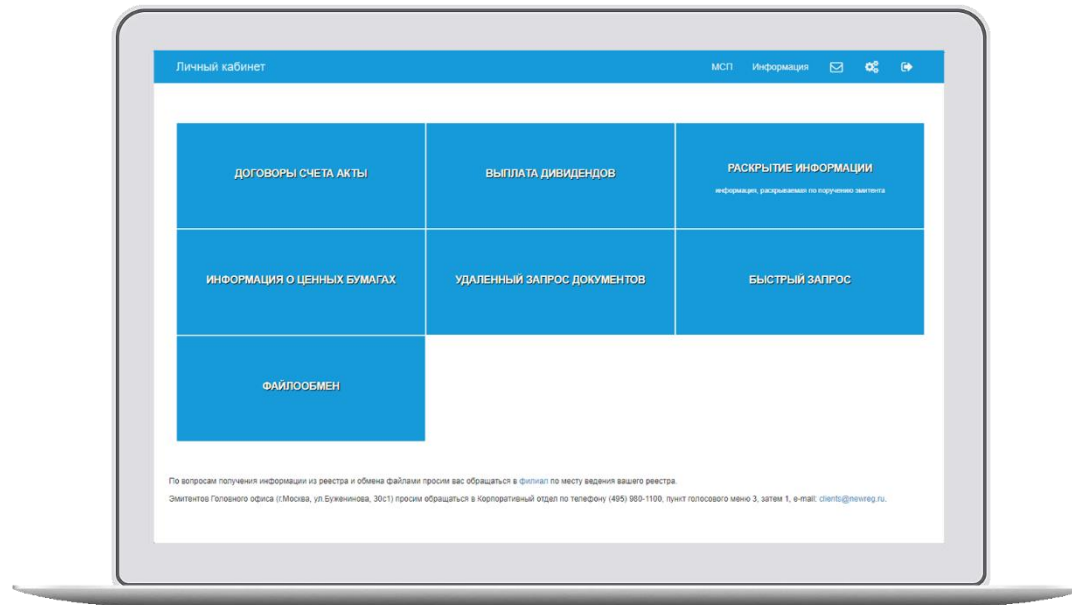 Личный кабинет
МСП Информация
ДОГОВОРЫ СЧЕТА АКТЫ
ВЫПЛАТА ДИВИДЕНДОВ
РАСКРЫТИЕ ИНФОРМАЦИИ
информация, раскрываемая по поручению эмитента
ИНФОРМАЦИЯ О ЦЕННЫХ БУМАГАХ
УДАЛЕННЫЙ ЗАПРОС ДОКУМЕНТОВ
БЫСТРЫЙ ЗАПРОС
ФАЙЛООБМЕН
По вопросам получения информации из реестра и обмена файлами просим вас обращаться в филиал по месту ведения вашего реестра.
Эмитентов Головного офиса (г.Москва, ул.Буженинова, 30с1) просим обращаться в Корпоративный отдел по телефону (495) 980-1100, пункт голосового меню 3, затем 1, e-mail: clients@newreg.ru.